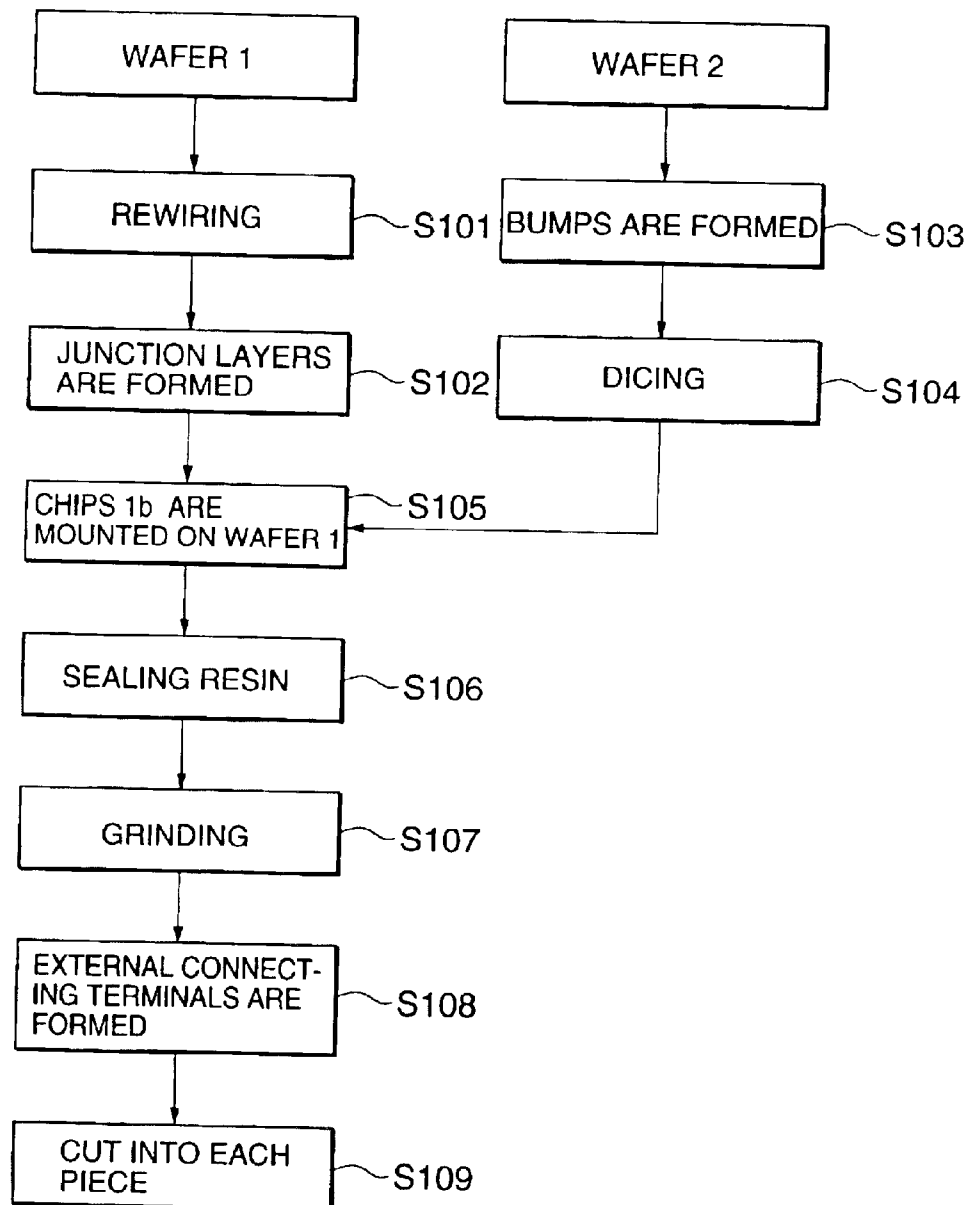 WAFER 1
WAFER 2
REWIRING
S101
BUMPS ARE FORMED
S103
JUNCTION LAYERS
ARE FORMED
S102
DICING
S104
CHIPS 1b ARE
MOUNTED ON WAFER 1
S105
SEALING RESIN
S106
GRINDING
S107
EXTERNAL CONNECT-
ING TERMINALS ARE
FORMED
S108
CUT INTO EACH
PIECE
S109